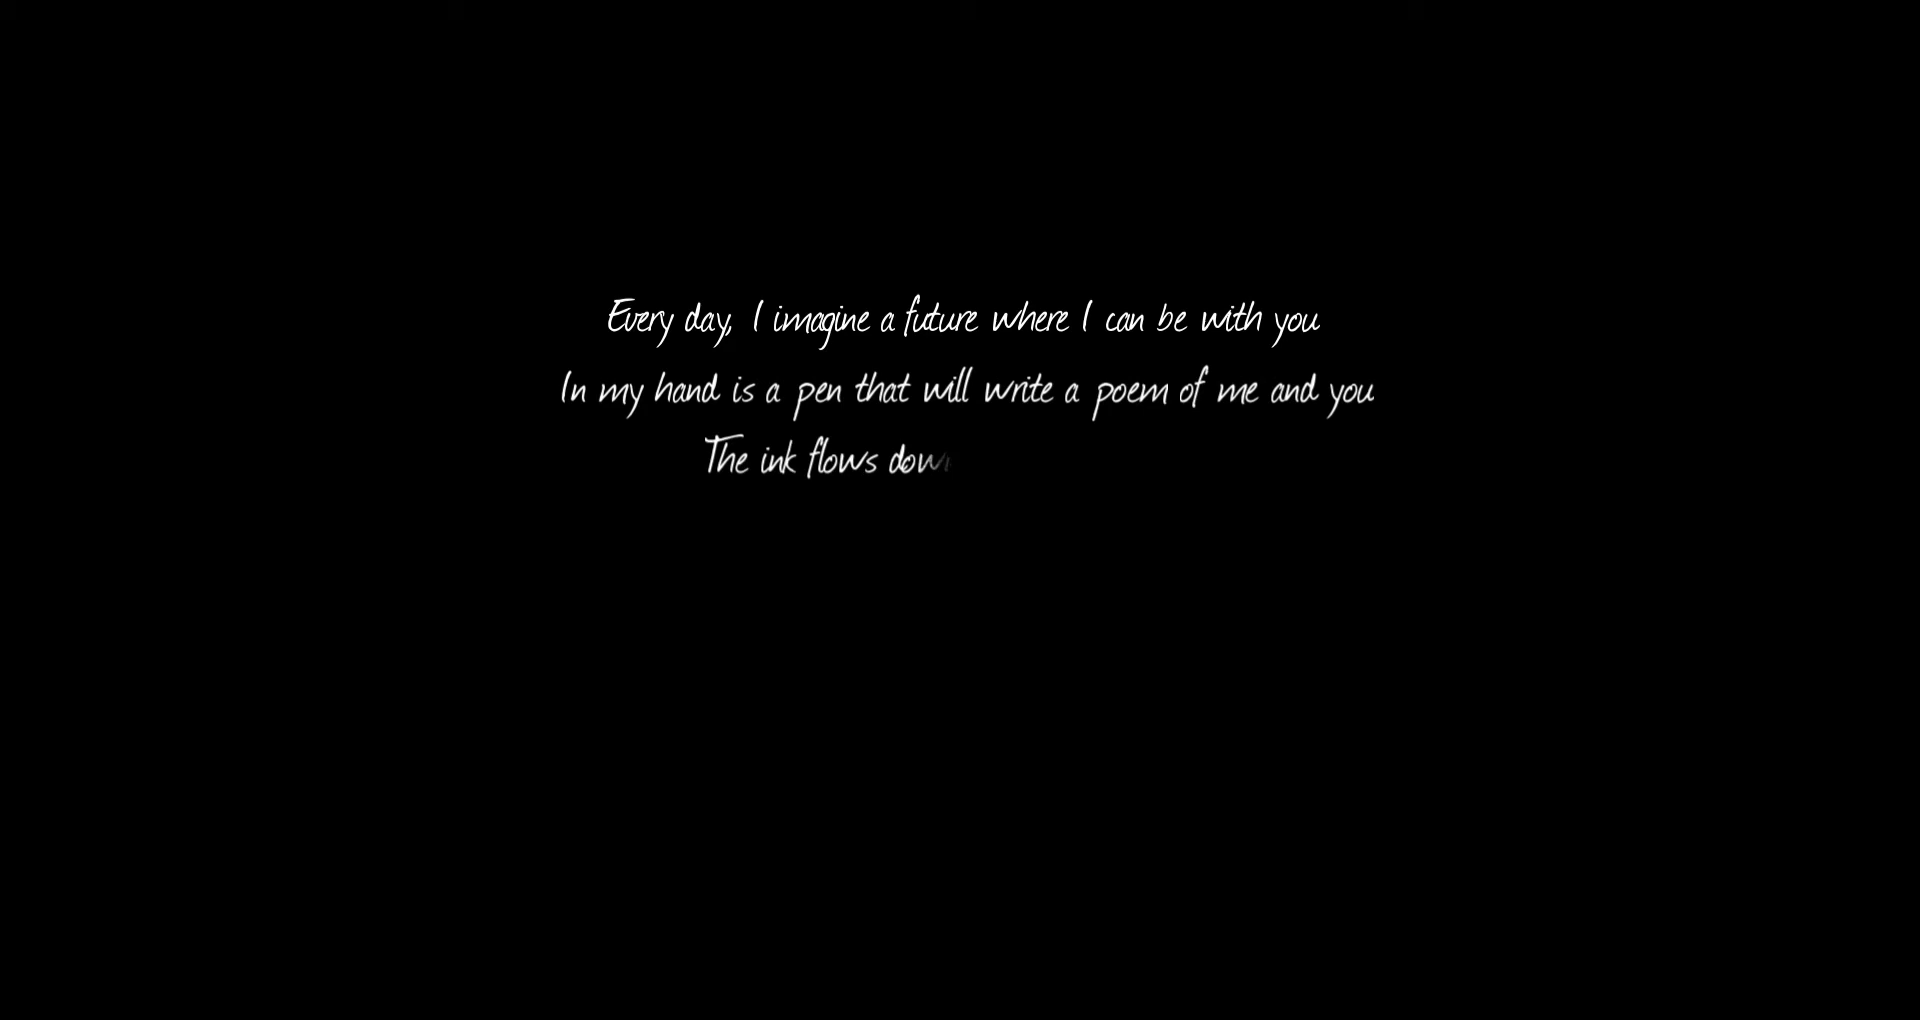 Every day, I imagine a future where I can be with you
In my hand is a pen that will write a poem of me and you
The ink flows down